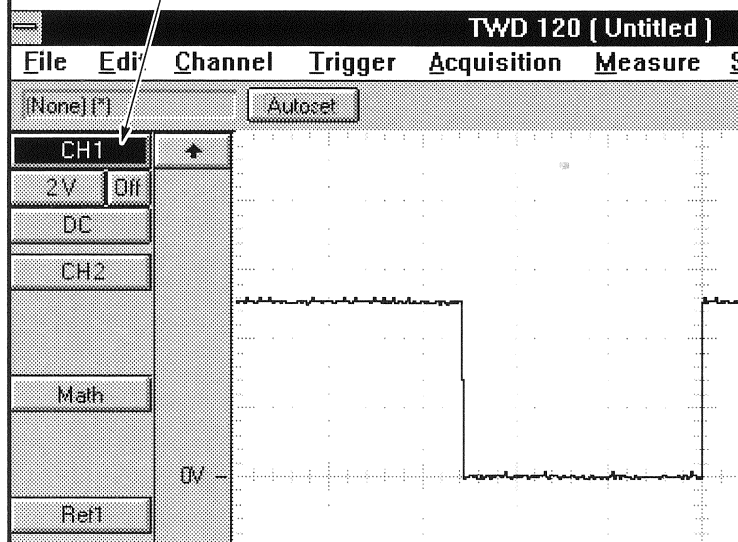 TWD 120 ( Untitled )
File Edit Channel Trigger Acquisition Measure
(None) (*) Autoset
CH1
2V Off
DC
CH2
Math
0V
Ref1